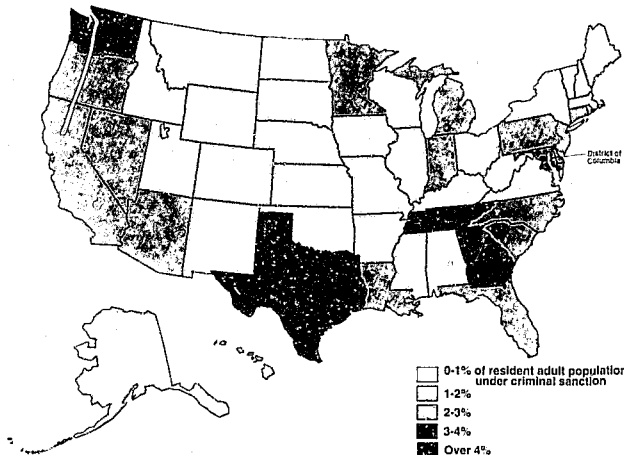 District of
Columbia
0-1% of resident adult population
under criminal sanction
1-2%
2-3%
3-4%
Over 4%